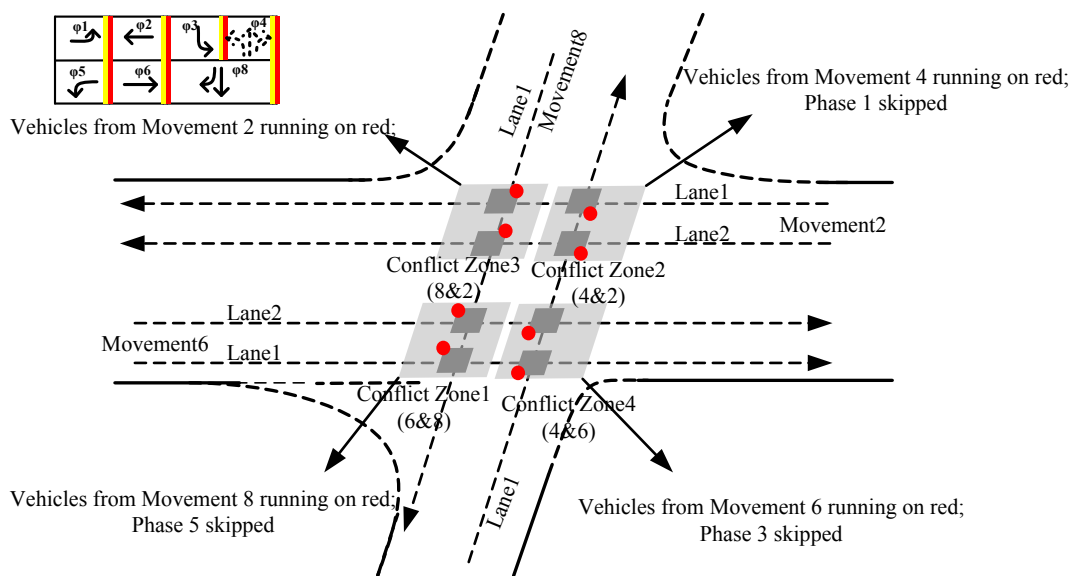 φ1 φ2 φ3 φ4
φ5 φ6 φ8
Vehicles from Movement 2 running on red;
Lane1
Movement8
Vehicles from Movement 4 running on red;
Phase 1 skipped
Lane1
Movement2
Lane2
Conflict Zone3
(8&2)
Conflict Zone2
(4&2)
Lane2
Movement6
Lane1
Conflict Zone1
(6&8)
Conflict Zone4
(4&6)
Lane1
Vehicles from Movement 8 running on red;
Phase 5 skipped
Vehicles from Movement 6 running on red;
Phase 3 skipped